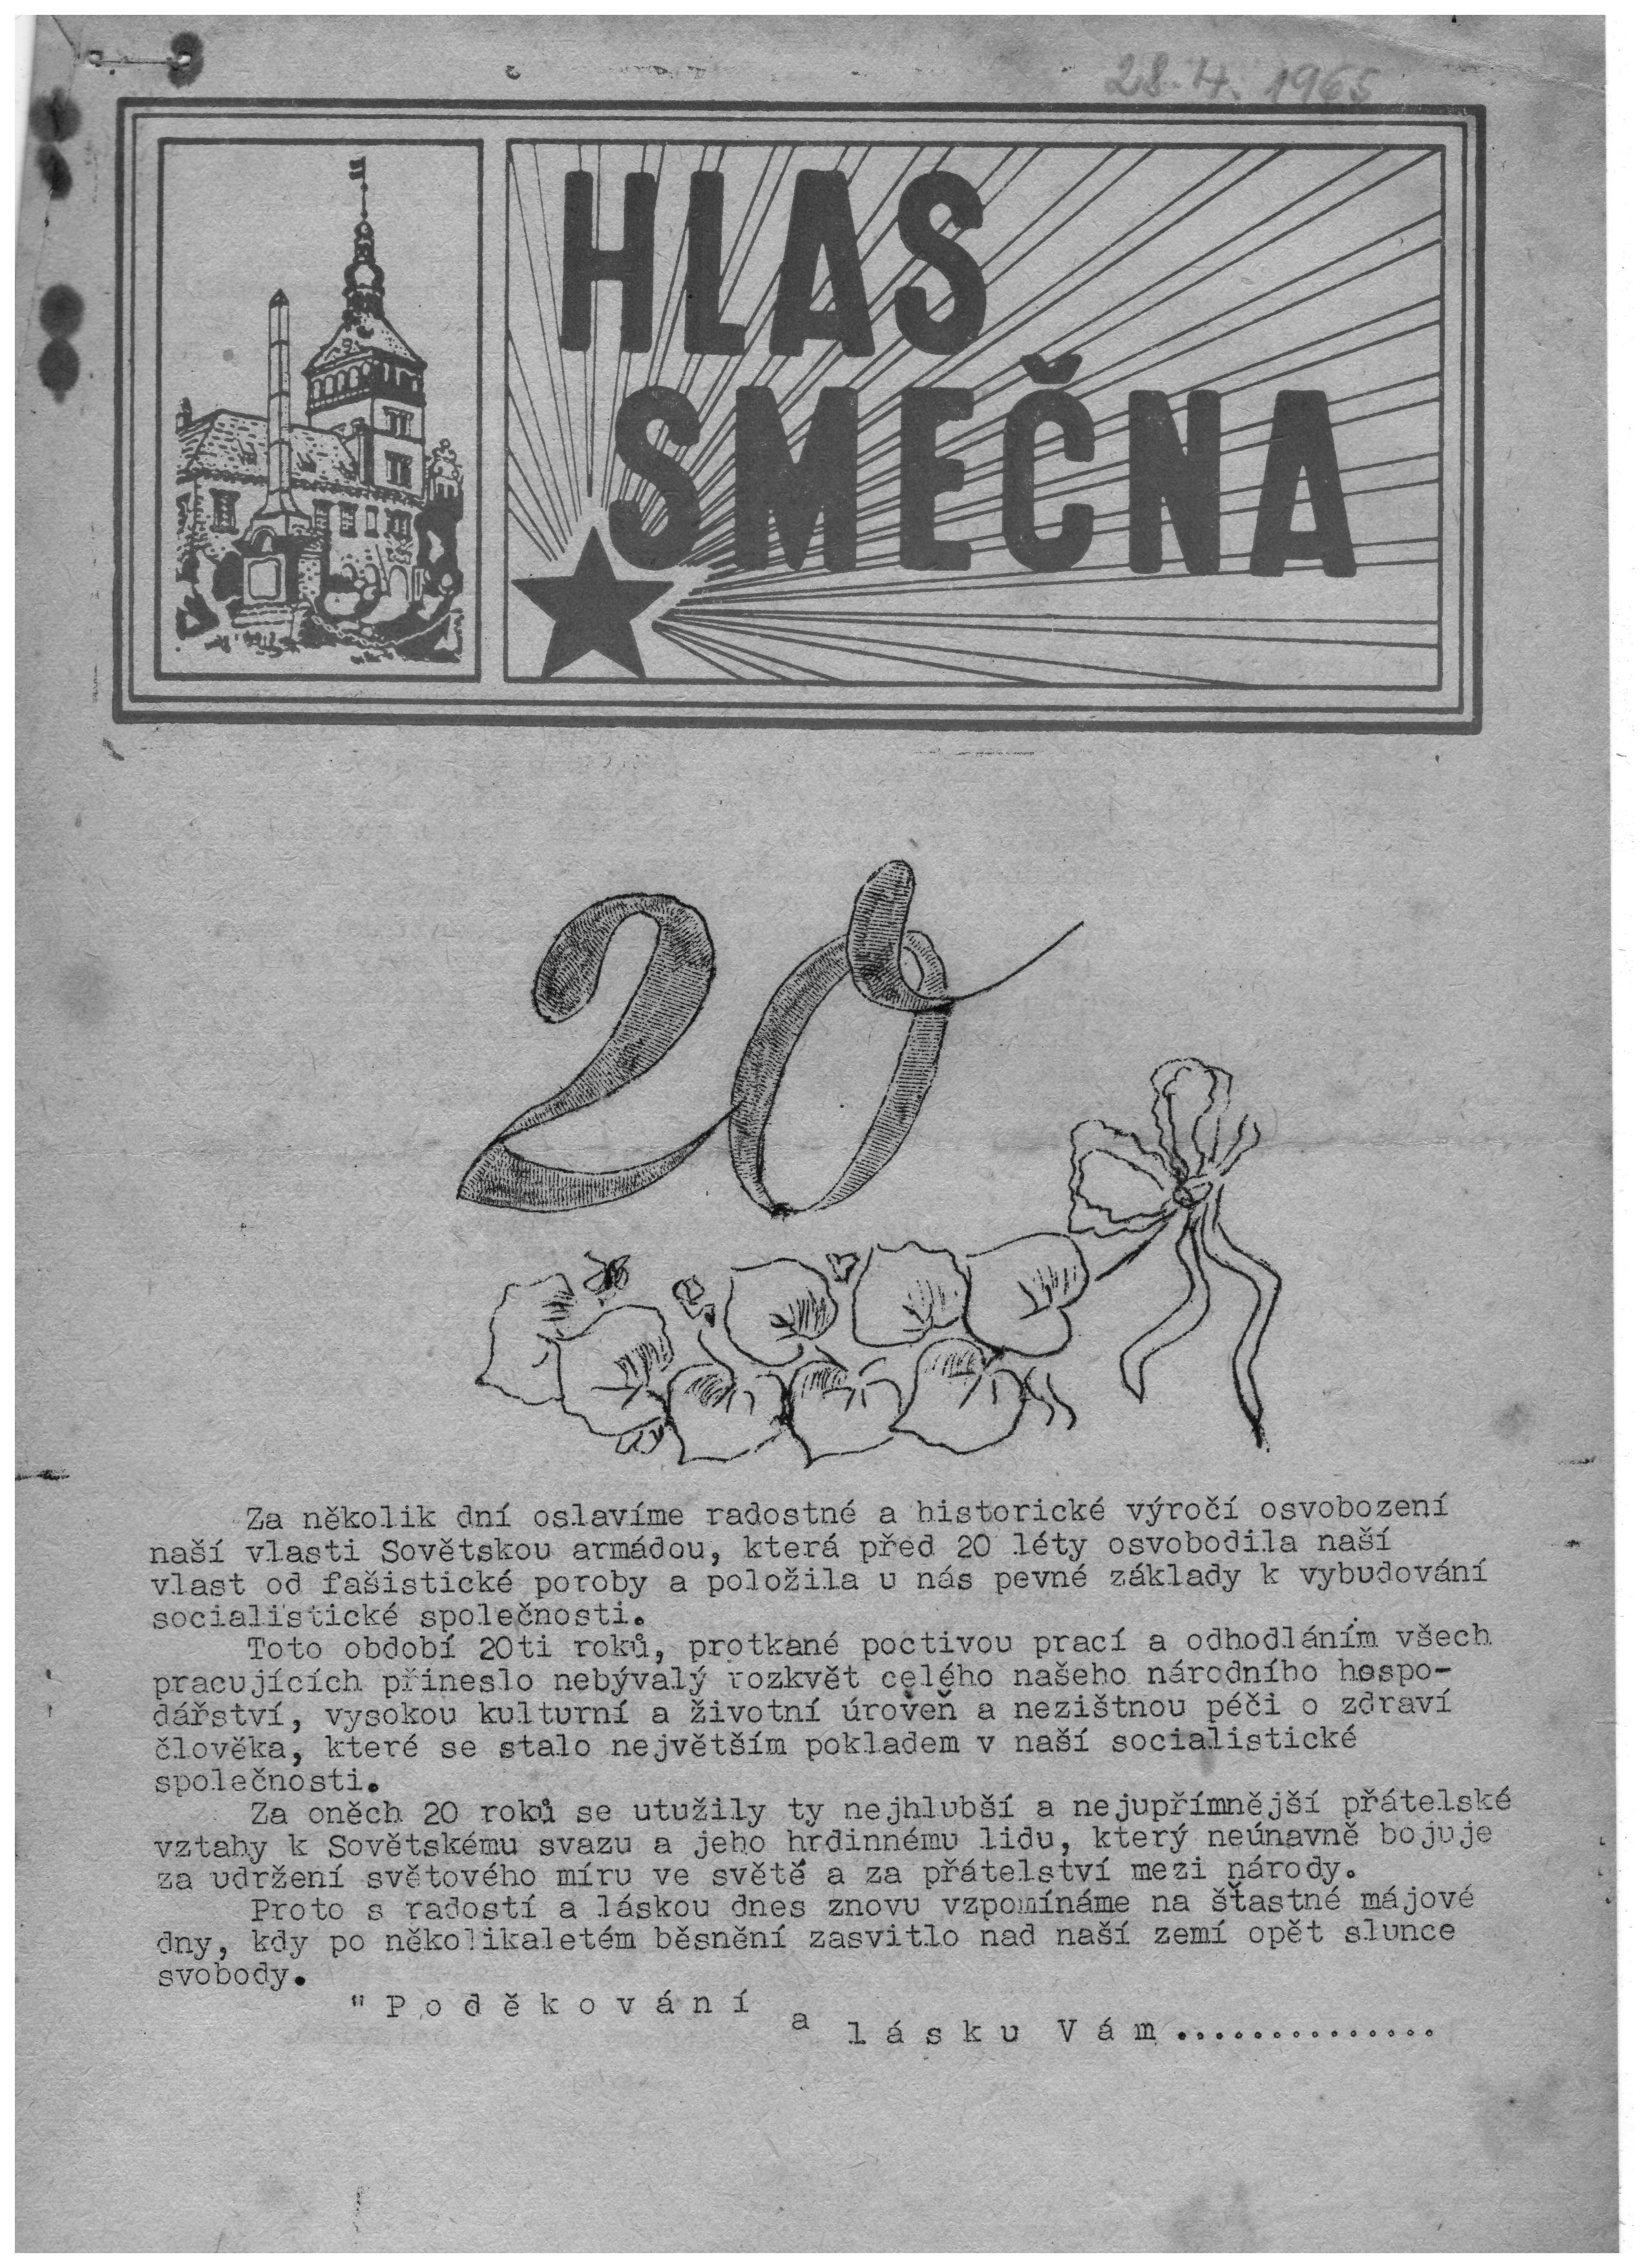 28.4. 1965
HLAS
SMEČNA
20
Za několik dní oslavíme radostné a historické výročí osvobození
naší vlasti Sovětskou armádou, která před 20 léty osvobodila naší
vlast od fašistické poroby a položila u nás pevné základy k vybudování
socialistické společnosti.
Toto období 20ti roků, protkané poctivou prací a odhodláním všech
pracujících přineslo nebývalý rozkvět celého našeho národního hospo-
dářství, vysokou kulturní a životní úroveň a nezištnou péči o zdraví
člověka, které se stalo největším pokladem v naší socialistické
společnosti.
Za oněch 20 roků se utužily ty nejhlubší a nejupřímnější přátelské
vztahy k Sovětskému svazu a jeho hrdinnému lidu, který neúnavně bojuje
za udržení světového míru ve světě a za přátelství mezi národy.
Proto s radostí a láskou dnes znovu vzpomínáme na šťastné májové
dny, kdy po několikaletém běsnění zasvitlo nad naší zemí opět slunce
svobody.
"P o d ě k o v á n í a l á s k u V á m..............